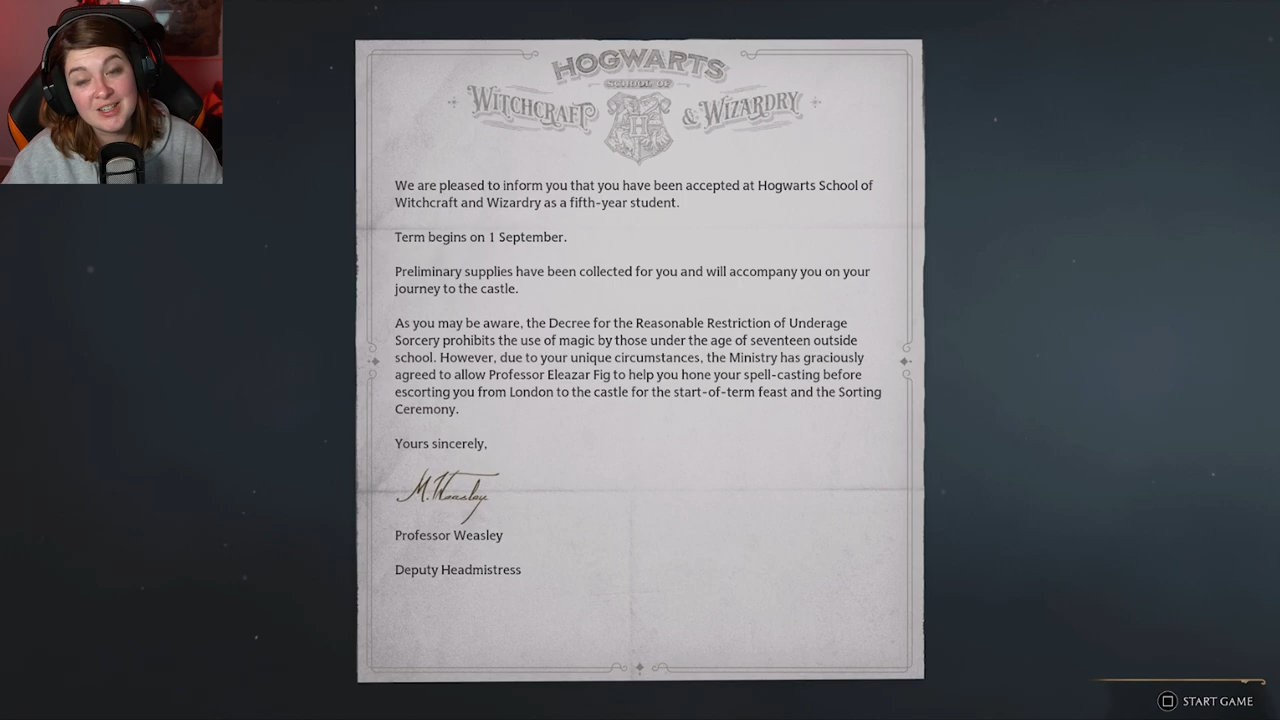 HOGWARTS
SCHOOL OF
WITCHCRAFT & WIZARDRY
H
We are pleased to inform you that you have been accepted at Hogwarts School of
Witchcraft and Wizardry as a fifth-year student.
Term begins on 1 September.
Preliminary supplies have been collected for you and will accompany you on your
journey to the castle.
As you may be aware, the Decree for the Reasonable Restriction of Underage
Sorcery prohibits the use of magic by those under the age of seventeen outside
school. However, due to your unique circumstances, the Ministry has graciously
agreed to allow Professor Eleazar Fig to help you hone your spell-casting before
escorting you from London to the castle for the start-of-term feast and the Sorting
Ceremony.
Yours sincerely,
M. Weasley
Professor Weasley
Deputy Headmistress
START GAME